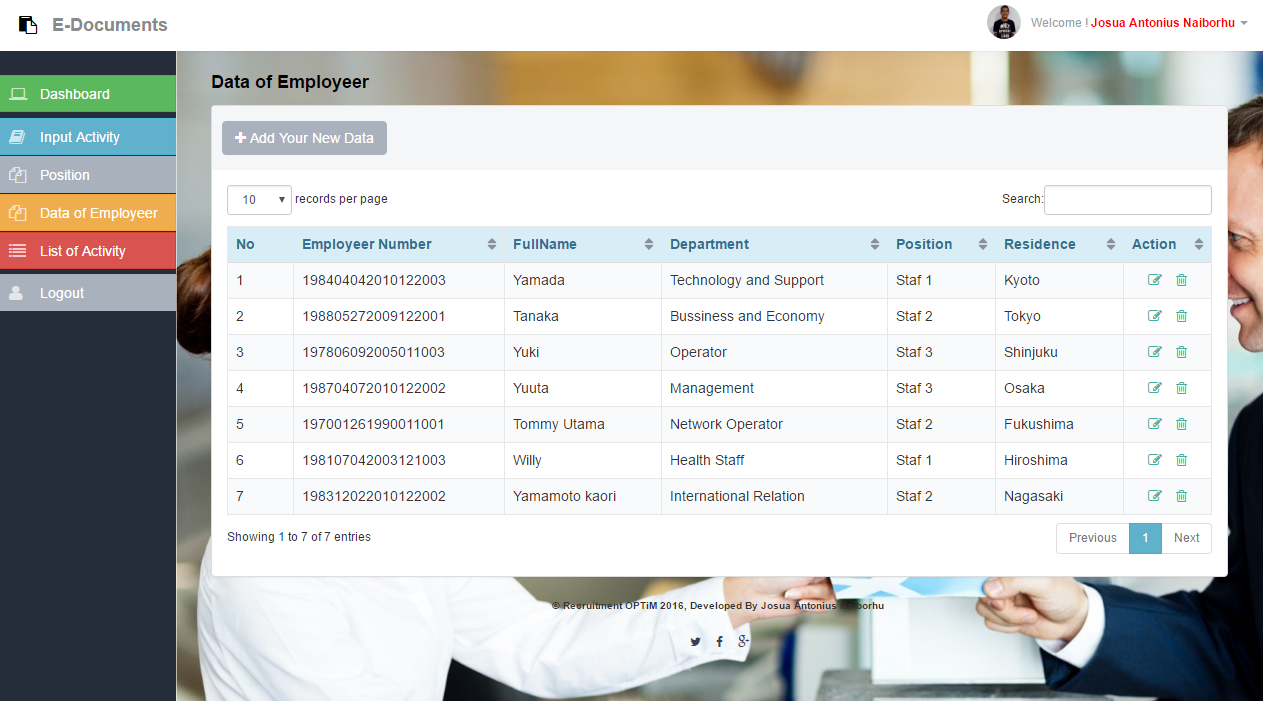 E-Documents
Welcome ! Josua Antonius Naiborhu
Dashboard
Input Activity
Position
Data of Employeer
List of Activity
Logout
Data of Employeer
Add Your New Data
10 records per page
Search:
No Employeer Number FullName Department Position Residence Action
1 198404042010122003 Yamada Technology and Support Staf 1 Kyoto
2 198805272009122001 Tanaka Bussiness and Economy Staf 2 Tokyo
3 197806092005011003 Yuki Operator Staf 3 Shinjuku
4 198704072010122002 Yuuta Management Staf 3 Osaka
5 197001261990011001 Tommy Utama Network Operator Staf 2 Fukushima
6 198107042003121003 Willy Health Staff Staf 1 Hiroshima
7 198312022010122002 Yamamoto kaori International Relation Staf 2 Nagasaki
Showing 1 to 7 of 7 entries
Previous 1 Next
© Recruitment OPTiM 2016, Developed By Josua Antonius Naiborhu